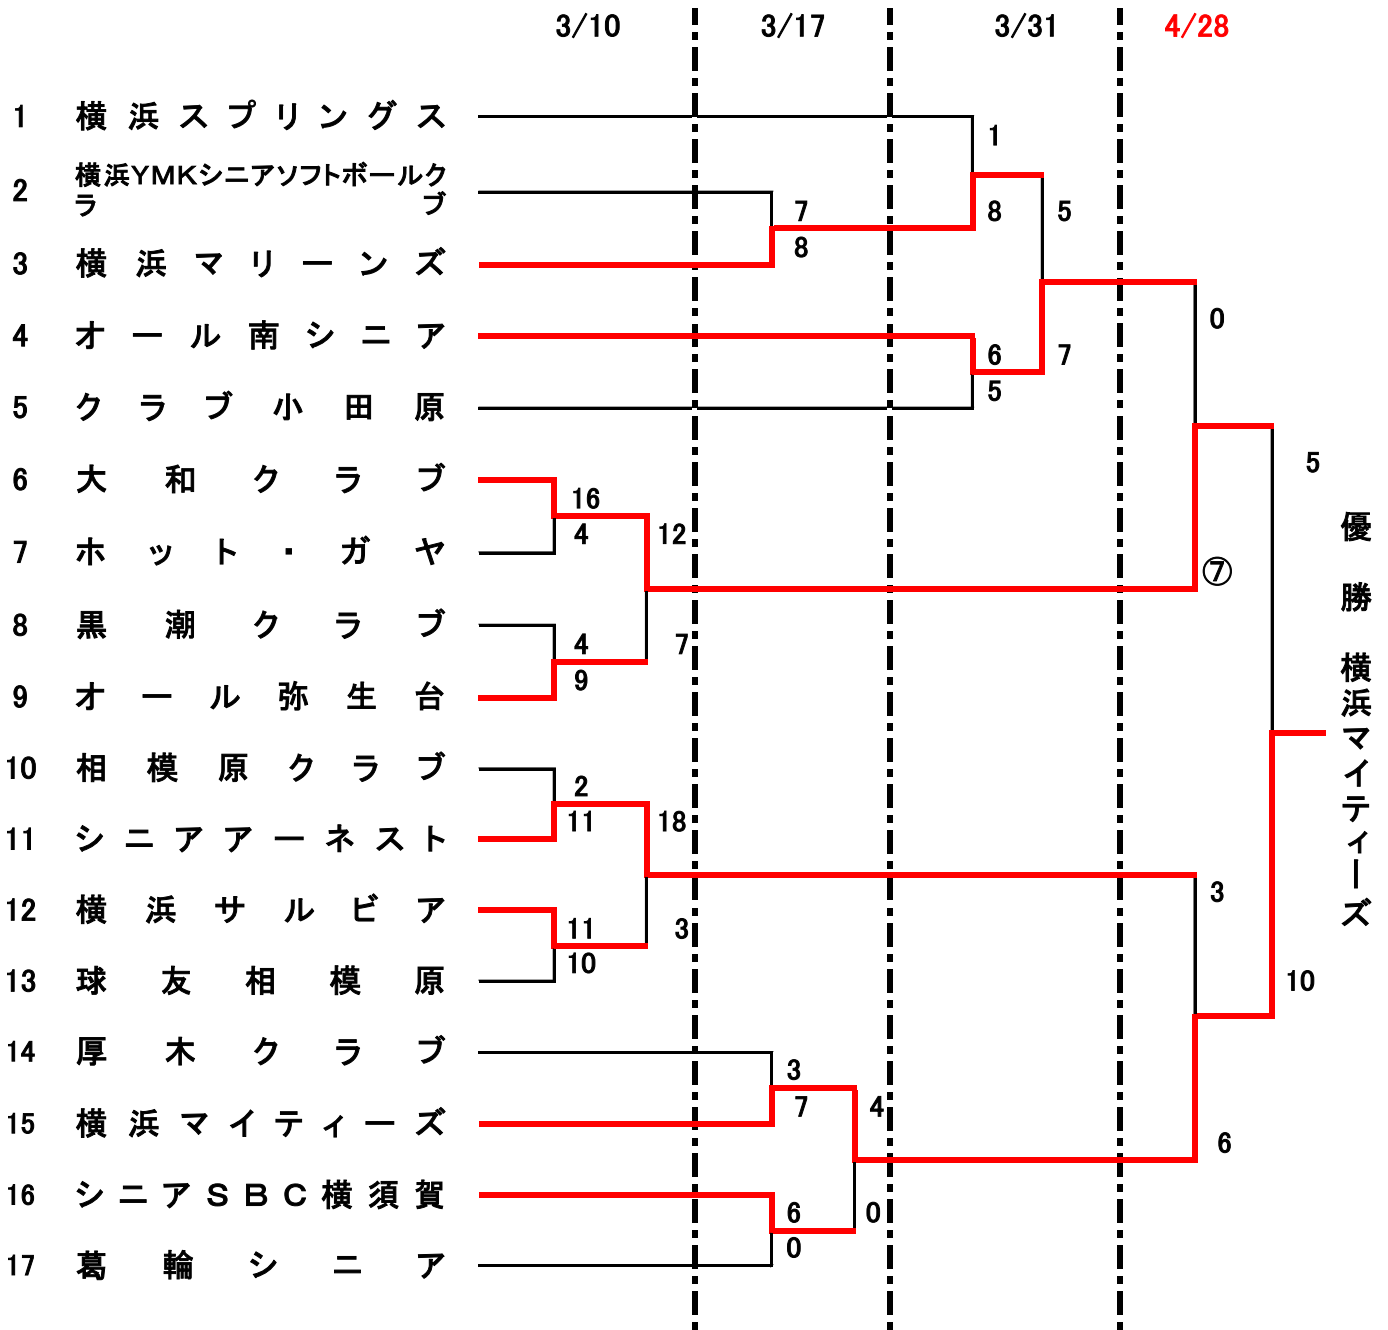 3/10 3/17 3/31 4/28
1 横浜スプリングス
1
2 横浜YMKシニアソフトボールク
ラブ
7 8 5
3 横浜マリーンズ
8
0
4 オール南シニア
6 7
5 クラブ小田原
5
5
6 大和クラブ
16
4 12
7 ホット・ガヤ
⑦
8 黒潮クラブ
4 7
9 オール弥生台
9
10 相模原クラブ
2
11 18
11 シニアアーネスト
3
12 横浜サルビア
11 3
13 球友相模原
10
10
14 厚木クラブ
3
7 4
15 横浜マイティーズ
6
16 シニアSBC横須賀
6 0
17 葛輪シニア
0
優勝 横浜マイティーズ